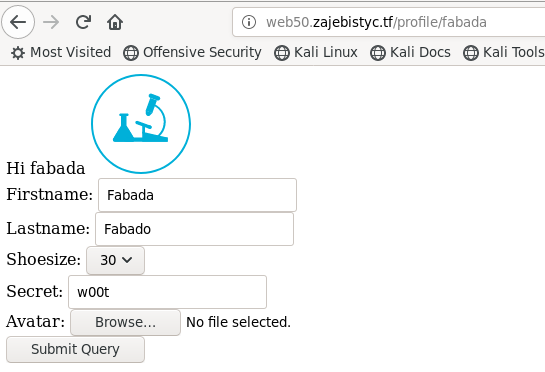 web50.zajebistyc.tf/profile/fabada
Most Visited Offensive Security Kali Linux Kali Docs Kali Tools
Hi fabada
Firstname: Fabada
Lastname: Fabado
Shoesize: 30
Secret: w00t
Avatar: Browse... No file selected.
Submit Query